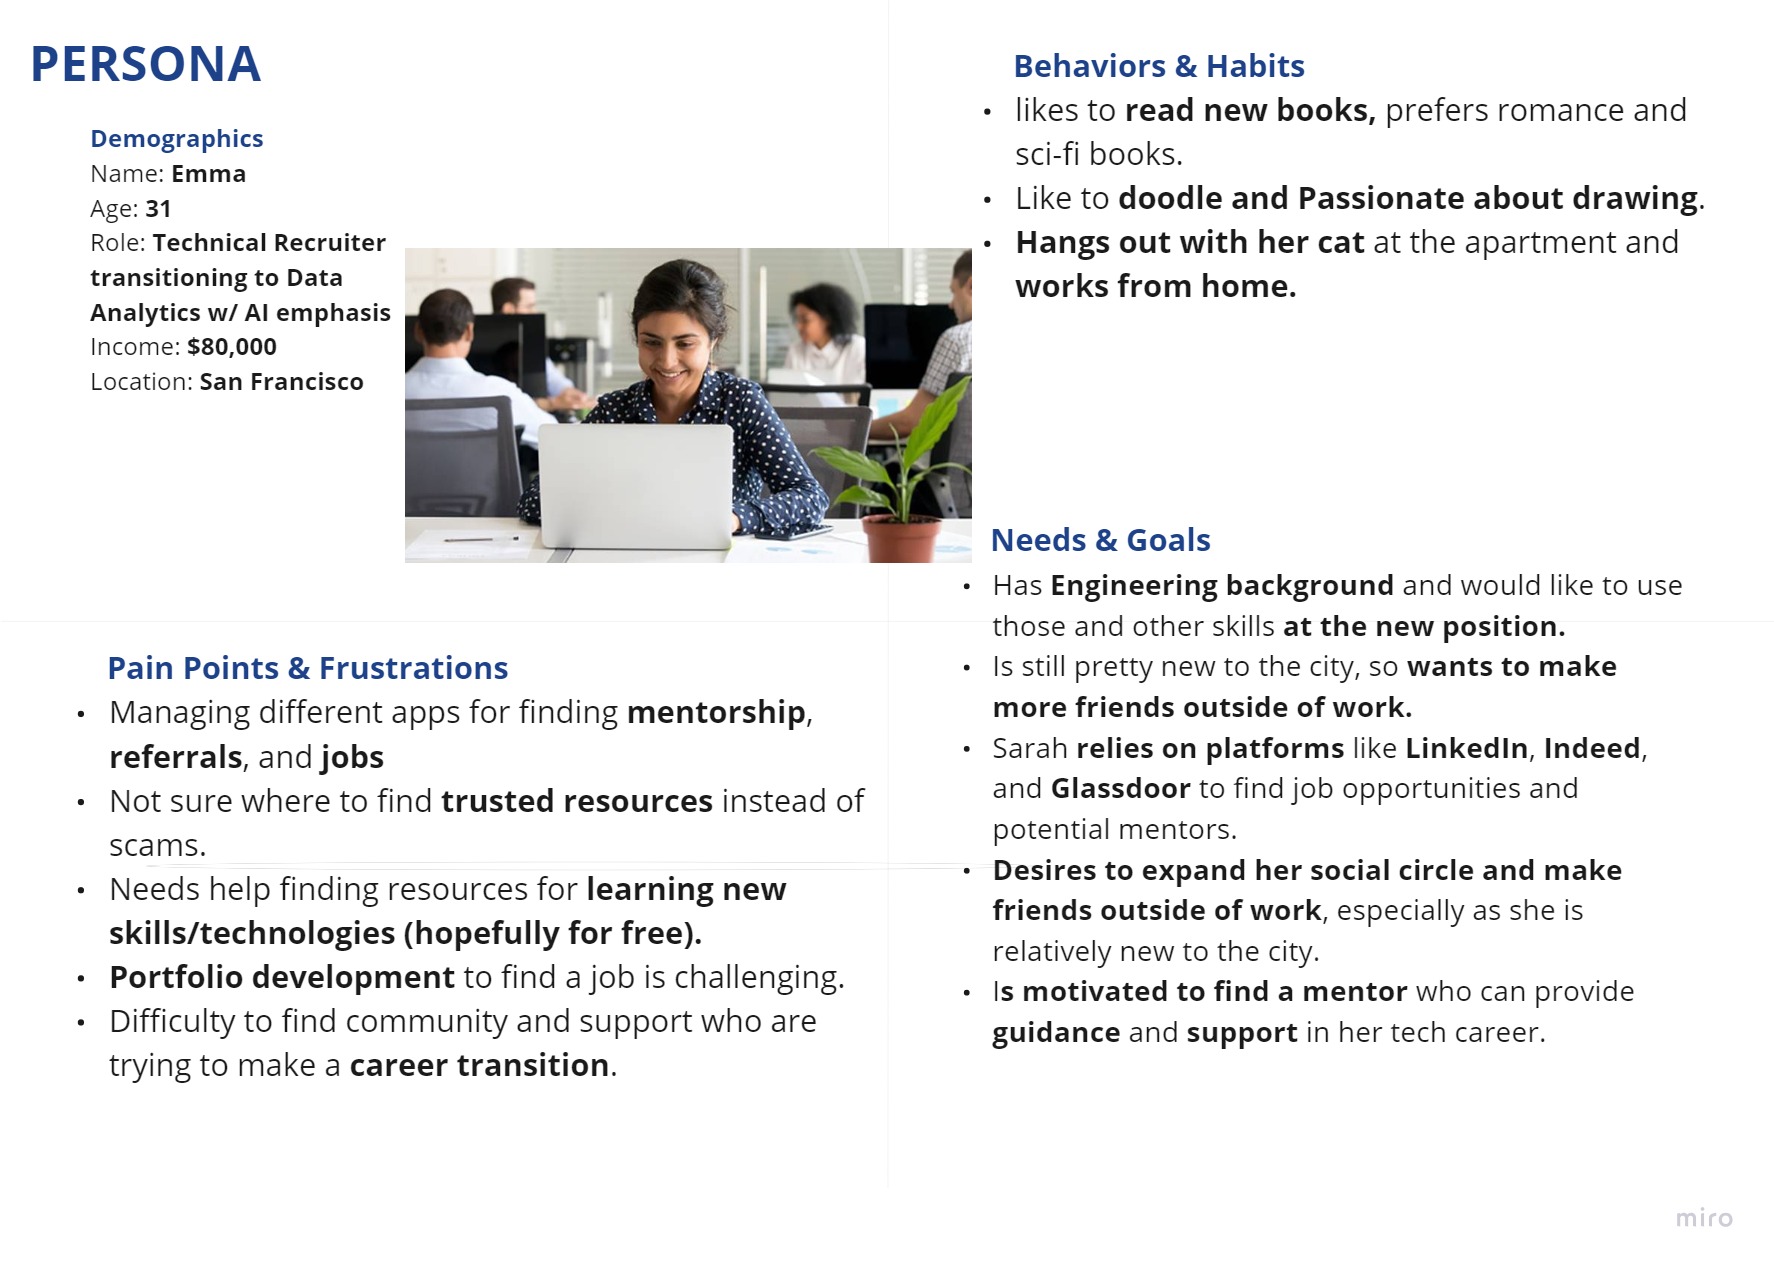 PERSONA
Demographics
Name: Emma
Age: 31
Role: Technical Recruiter
transitioning to Data
Analytics w/ AI emphasis
Income: $80,000
Location: San Francisco
Behaviors & Habits
• likes to read new books, prefers romance and
sci-fi books.
• Like to doodle and Passionate about drawing.
• Hangs out with her cat at the apartment and
works from home.
Pain Points & Frustrations
• Managing different apps for finding mentorship,
referrals, and jobs
• Not sure where to find trusted resources instead of
scams.
• Needs help finding resources for learning new
skills/technologies (hopefully for free).
• Portfolio development to find a job is challenging.
• Difficulty to find community and support who are
trying to make a career transition.
Needs & Goals
• Has Engineering background and would like to use
those and other skills at the new position.
• Is still pretty new to the city, so wants to make
more friends outside of work.
• Sarah relies on platforms like LinkedIn, Indeed,
and Glassdoor to find job opportunities and
potential mentors.
• Desires to expand her social circle and make
friends outside of work, especially as she is
relatively new to the city.
• Is motivated to find a mentor who can provide
guidance and support in her tech career.
miro